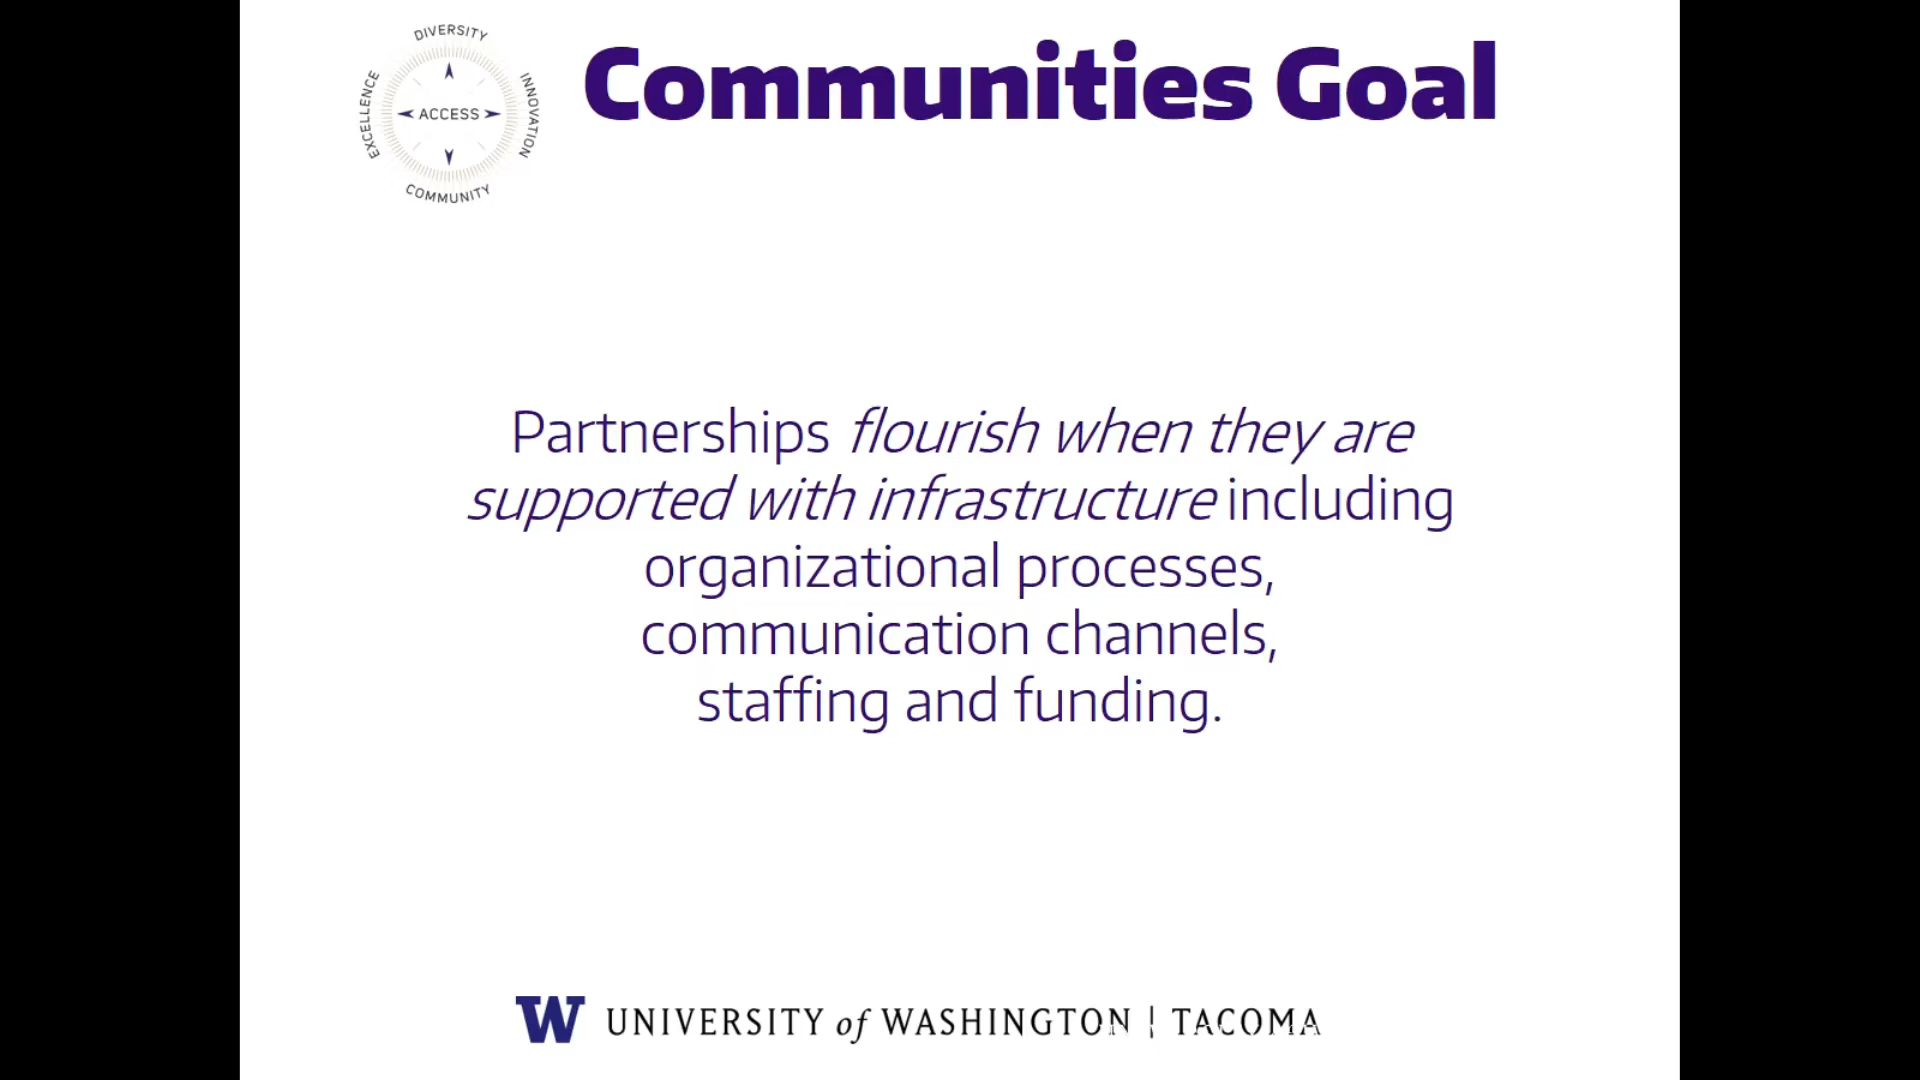 DIVERSITY
EXCELLENCE
ACCESS
INNOVATION
COMMUNITY
Communities Goal
Partnerships flourish when they are
supported with infrastructure including
organizational processes,
communication channels,
staffing and funding.
W UNIVERSITY of WASHINGTON | TACOMA